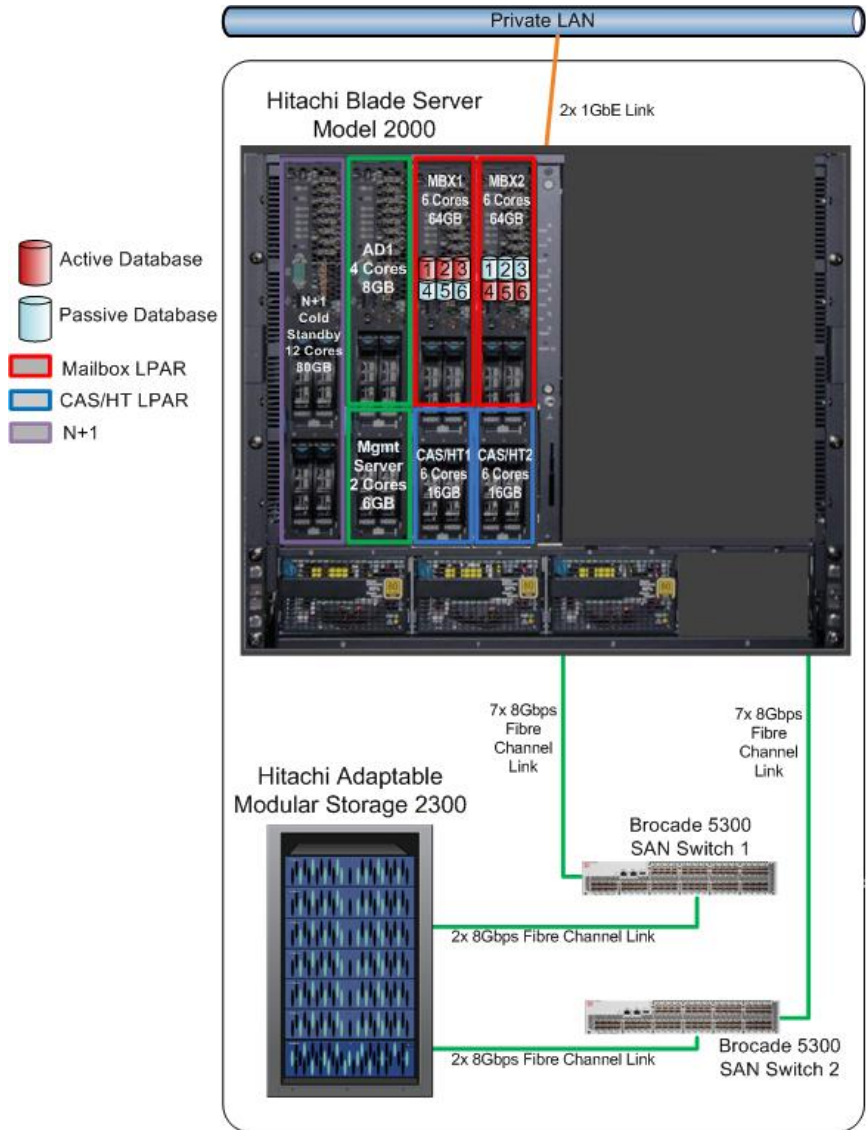 Private LAN
Hitachi Blade Server
Model 2000
2x 1GbE Link
Active Database
Passive Database
Mailbox LPAR
CAS/HT LPAR
N+1
N+1
Cold
Standby
12 Cores
80GB
AD1
4 Cores
8GB
Mgmt
Server
2 Cores
6GB
MBX1
6 Cores
64GB
1 2 3
4 5 6
MBX2
6 Cores
64GB
1 2 3
4 5 6
CAS/HT1
6 Cores
16GB
CAS/HT2
6 Cores
16GB
7x 8Gbps
Fibre
Channel
Link
7x 8Gbps
Fibre
Channel
Link
Hitachi Adaptable
Modular Storage 2300
Brocade 5300
SAN Switch 1
2x 8Gbps Fibre Channel Link
2x 8Gbps Fibre Channel Link
Brocade 5300
SAN Switch 2